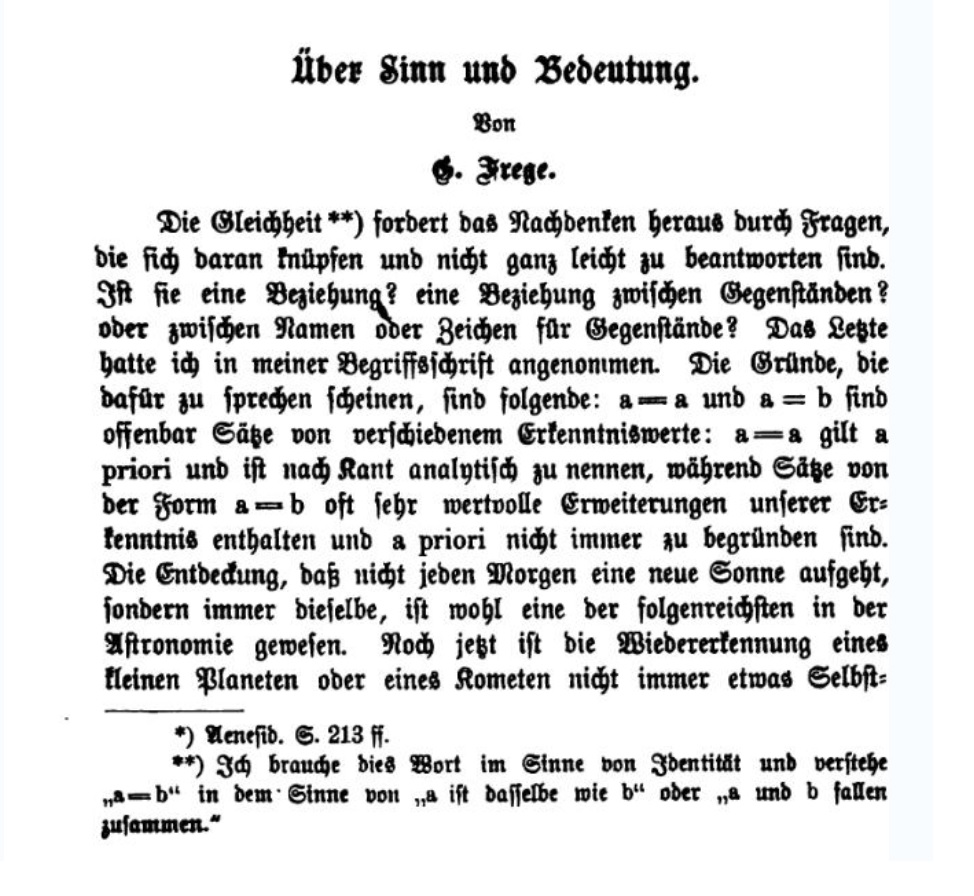 Über Sinn und Bedeutung.
Von
G. Frege.
Die Gleichheit **) fordert das Nachdenken heraus durch Fragen,
die sich daran knüpfen und nicht ganz leicht zu beantworten sind.
Ist sie eine Beziehung? eine Beziehung zwischen Gegenständen?
oder zwischen Namen oder Zeichen für Gegenstände? Das Letzte
hatte ich in meiner Begriffsschrift angenommen. Die Gründe, die
dafür zu sprechen scheinen, sind folgende: a = a und a = b sind
offenbar Sätze von verschiedenem Erkenntniswerte: a = a gilt a
priori und ist nach Kant analytisch zu nennen, während Sätze von
der Form a = b oft sehr wertvolle Erweiterungen unserer Er-
kenntnis enthalten und a priori nicht immer zu begründen sind.
Die Entdeckung, daß nicht jeden Morgen eine neue Sonne aufgeht,
sondern immer dieselbe, ist wohl eine der folgenreichsten in der
Astronomie gewesen. Noch jetzt ist die Wiedererkennung eines
kleinen Planeten oder eines Kometen nicht immer etwas Selbst-
*) Aenesid. S. 213 ff.
**) Ich brauche dies Wort im Sinne von Identität und verstehe
„a = b“ in dem Sinne von „a ist dasselbe wie b“ oder „a und b fallen
zusammen.“